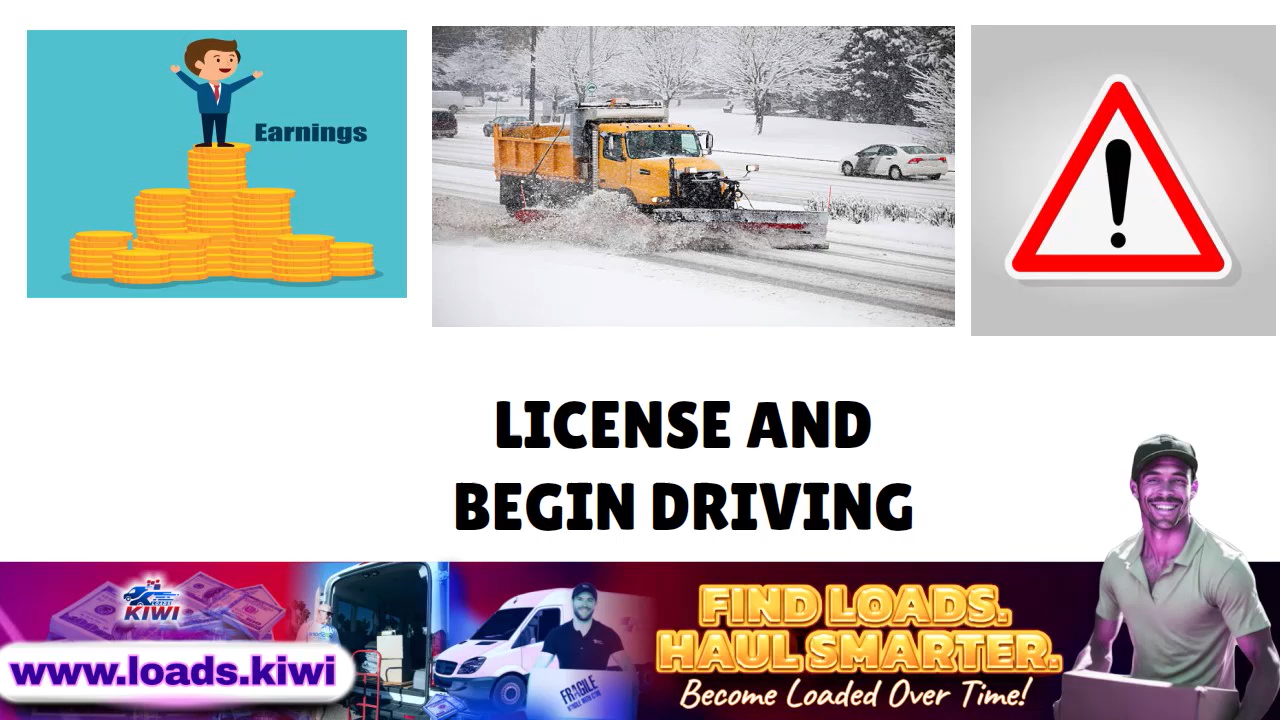 Earnings
LICENSE AND
BEGIN DRIVING
KIWI
www.loads.kiwi
FRAGILE
FIND LOADS.
HAUL SMARTER.
Become Loaded Over Time!